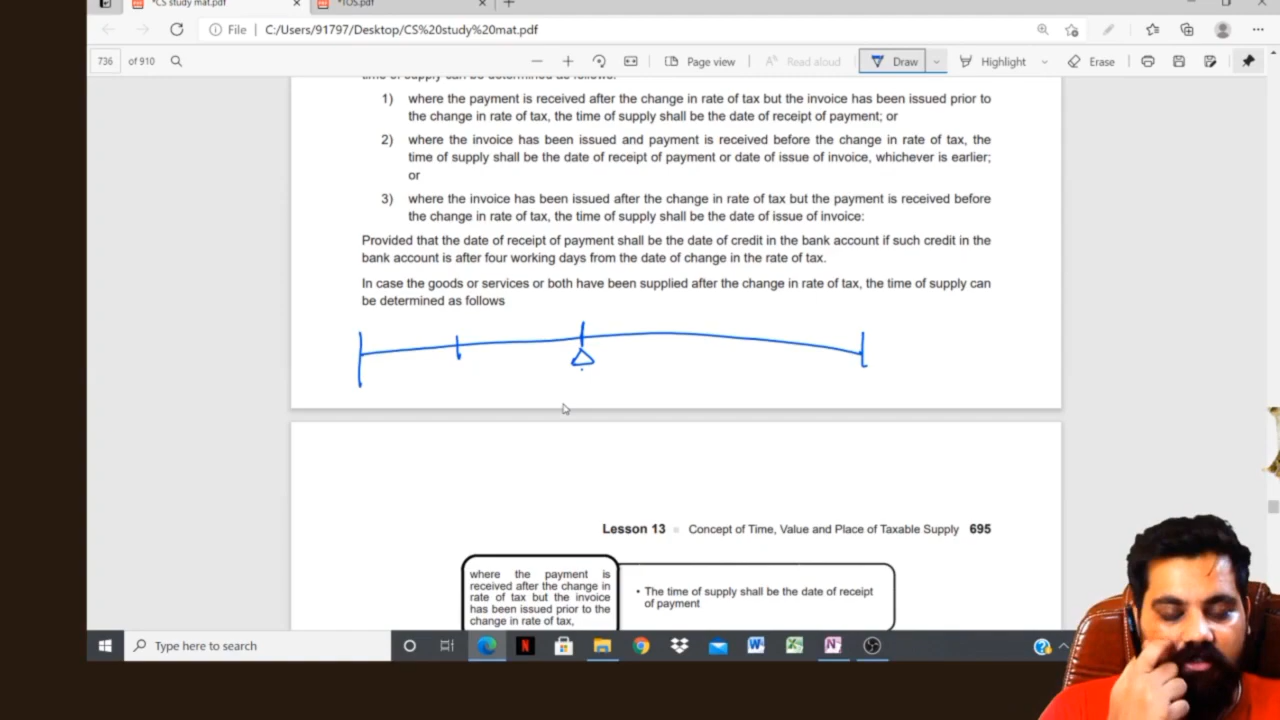 *CS study mat.pdf
*TOS.pdf
File C:/Users/91797/Desktop/CS%20study%20mat.pdf
736 of 910
Page view
Read aloud
Draw
Highlight
Erase
time of supply can be determined as follows:
1) where the payment is received after the change in rate of tax but the invoice has been issued prior to
the change in rate of tax, the time of supply shall be the date of receipt of payment; or
2) where the invoice has been issued and payment is received before the change in rate of tax, the
time of supply shall be the date of receipt of payment or date of issue of invoice, whichever is earlier;
or
3) where the invoice has been issued after the change in rate of tax but the payment is received before
the change in rate of tax, the time of supply shall be the date of issue of invoice:
Provided that the date of receipt of payment shall be the date of credit in the bank account if such credit in the
bank account is after four working days from the date of change in the rate of tax.
In case the goods or services or both have been supplied after the change in rate of tax, the time of supply can
be determined as follows
Lesson 13 Concept of Time, Value and Place of Taxable Supply 695
where the payment is
received after the change in
rate of tax but the invoice
has been issued prior to the
change in rate of tax,
• The time of supply shall be the date of receipt
of payment
Type here to search